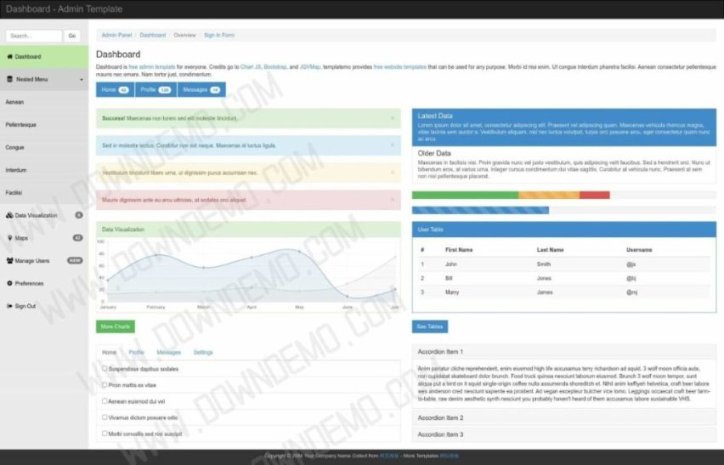 Dashboard - Admin Template
Search... Go
Dashboard
Nested Menu
Aenean
Pellentesque
Congue
Interdum
Facilisi
Data Visualization
Maps
Manage Users NEW
Preferences
Sign Out
Admin Panel / Dashboard / Overview / Sign In Form
Dashboard
Dashboard is free admin template for everyone. Credits go to Chart JS, Bootstrap, and JQVMap. templatemo provides free website templates that can be used for any purpose. Morbi id nisi enim. Ut congue interdum pharetra facilisi. Aenean consectetur pellentesque
mauris nec ornare. Nam tortor just, condimentum.
Home 42 Profile Messages
Success! Maecenas non lorem sed elit molestie tincidunt. ×
Sed in molestie lectus. Curabitur non est neque. Maecenas id luctus ligula. ×
Vestibulum tincidunt libero urna, ut dignissim purus accumsan nec. ×
Mauris dignissim ante eu arcu ultricies, at sodales orci aliquet. ×
Latest Data
Lorem ipsum dolor sit amet, consectetur adipiscing elit. Praesent vel adipiscing quam. Maecenas vehicula rhoncus magna,
vitae lacinia sem auctor a. Vestibulum aliquam, nisl nec luctus volutpat, turpis orci posuere arcu, eget consectetur quam nunc
ac arcu.
Older Data
Maecenas in facilisis nisi. Proin gravida nunc vel justo vestibulum, quis adipiscing velit faucibus. Sed a hendrerit orci. Nunc ut
bibendum eros, at varius urna. Integer cursus condimentum dui vitae sagittis. Curabitur at vehicula nunc. Praesent at sem
non nisl pellentesque placerat.
Data Visualization
100
80
60
40
20
0
January February March April May June July
More Charts
User Table
# First Name Last Name Username
1 John Smith @js
2 Bill Jones @bj
3 Marry James @mj
See Tables
Home Profile Messages Settings
Suspendisse dapibus sodales
Proin mattis ex vitae
Aenean euismod dui vel
Vivamus dictum posuere odio
Morbi convallis sed nisi suscipit
Accordion Item 1
Anim pariatur cliche reprehenderit, enim eiusmod high life accusamus terry richardson ad squid. 3 wolf moon officia aute,
non cupidatat skateboard dolor brunch. Food truck quinoa nesciunt laborum eiusmod. Brunch 3 wolf moon tempor, sunt
aliqua put a bird on it squid single-origin coffee nulla assumenda shoreditch et. Nihil anim keffiyeh helvetica, craft beer labore
wes anderson cred nesciunt sapiente ea proident. Ad vegan excepteur butcher vice lomo. Leggings occaecat craft beer farm-
to-table, raw denim aesthetic synth nesciunt you probably haven't heard of them accusamus labore sustainable VHS.
Accordion Item 2
Accordion Item 3
Copyright © 2084 Your Company Name Collect from - More Templates
WWW.DOWNDEMO.COM
WWW.DOWNDEMO.COM
WWW.DOWNDEMO.COM